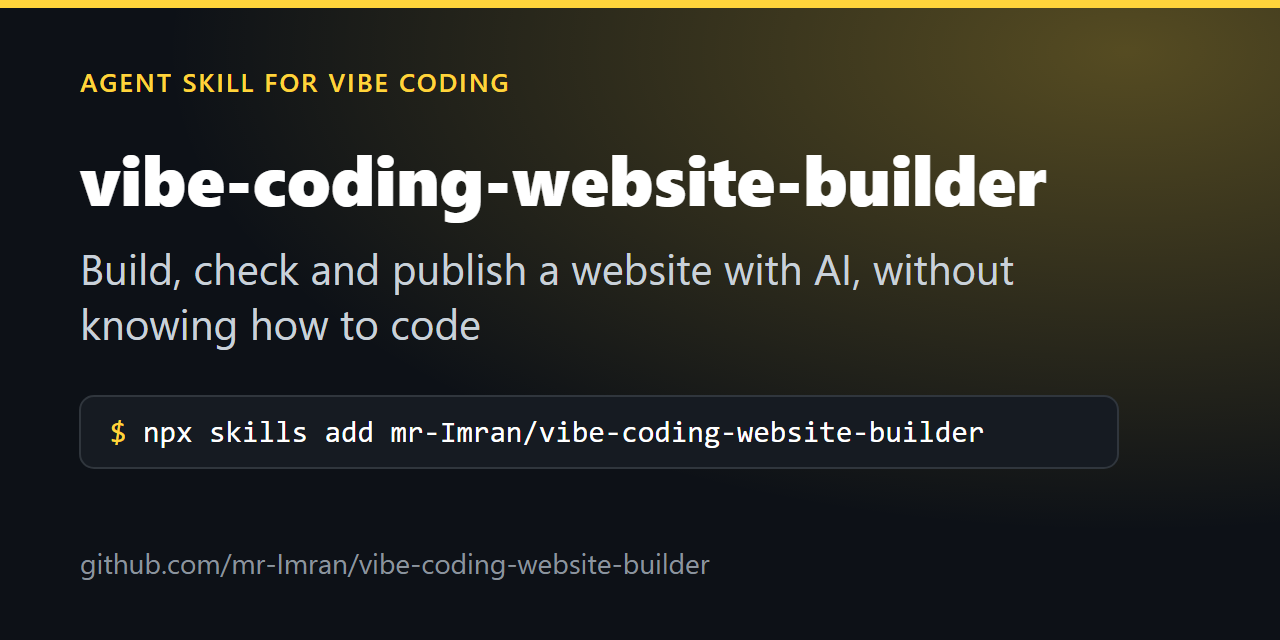 AGENT SKILL FOR VIBE CODING
vibe-coding-website-builder
Build, check and publish a website with AI, without
knowing how to code
$ npx skills add mr-Imran/vibe-coding-website-builder
github.com/mr-Imran/vibe-coding-website-builder